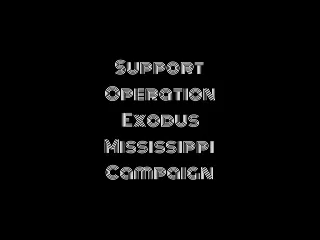 Support
Operation
Exodus
Mississippi
Campaign